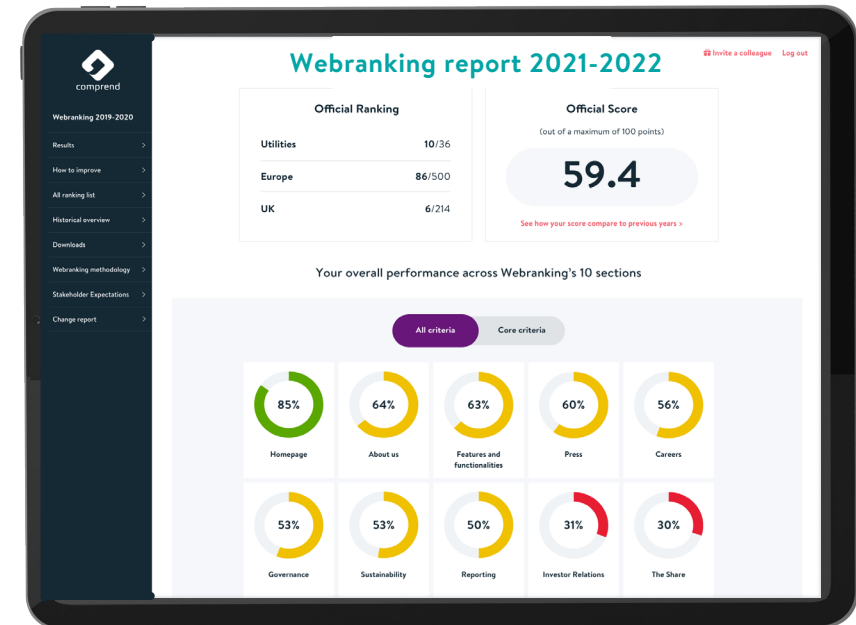 comprend
Webranking 2019-2020
Results
How to improve
All ranking list
Historical overview
Downloads
Webranking methodology
Stakeholder Expectations
Change report
Invite a colleague Log out
Webranking report 2021-2022
Official Ranking
Utilities 10/36
Europe 86/500
UK 6/214
Official Score
(out of a maximum of 100 points)
59.4
See how your score compare to previous years >
Your overall performance across Webranking's 10 sections
All criteria Core criteria
85% 64% 63% 60% 56%
Homepage About us Features and Press Careers
functionalities
53% 53% 50% 31% 30%
Governance Sustainability Reporting Investor Relations The Share